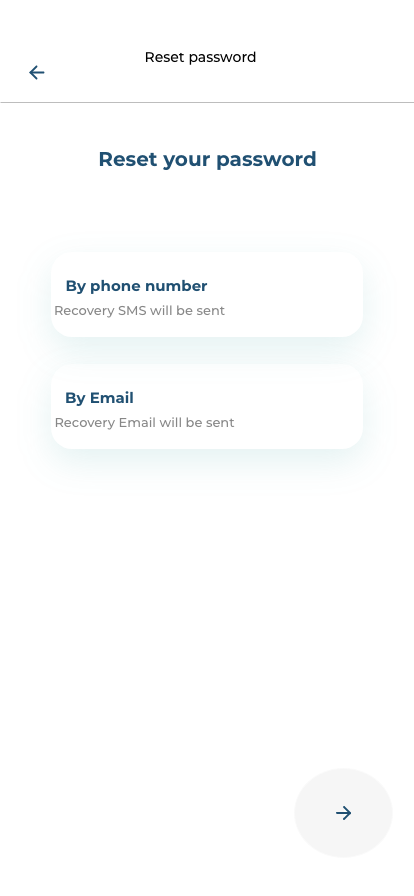 Reset password
Reset your password
By phone number
Recovery SMS will be sent
By Email
Recovery Email will be sent